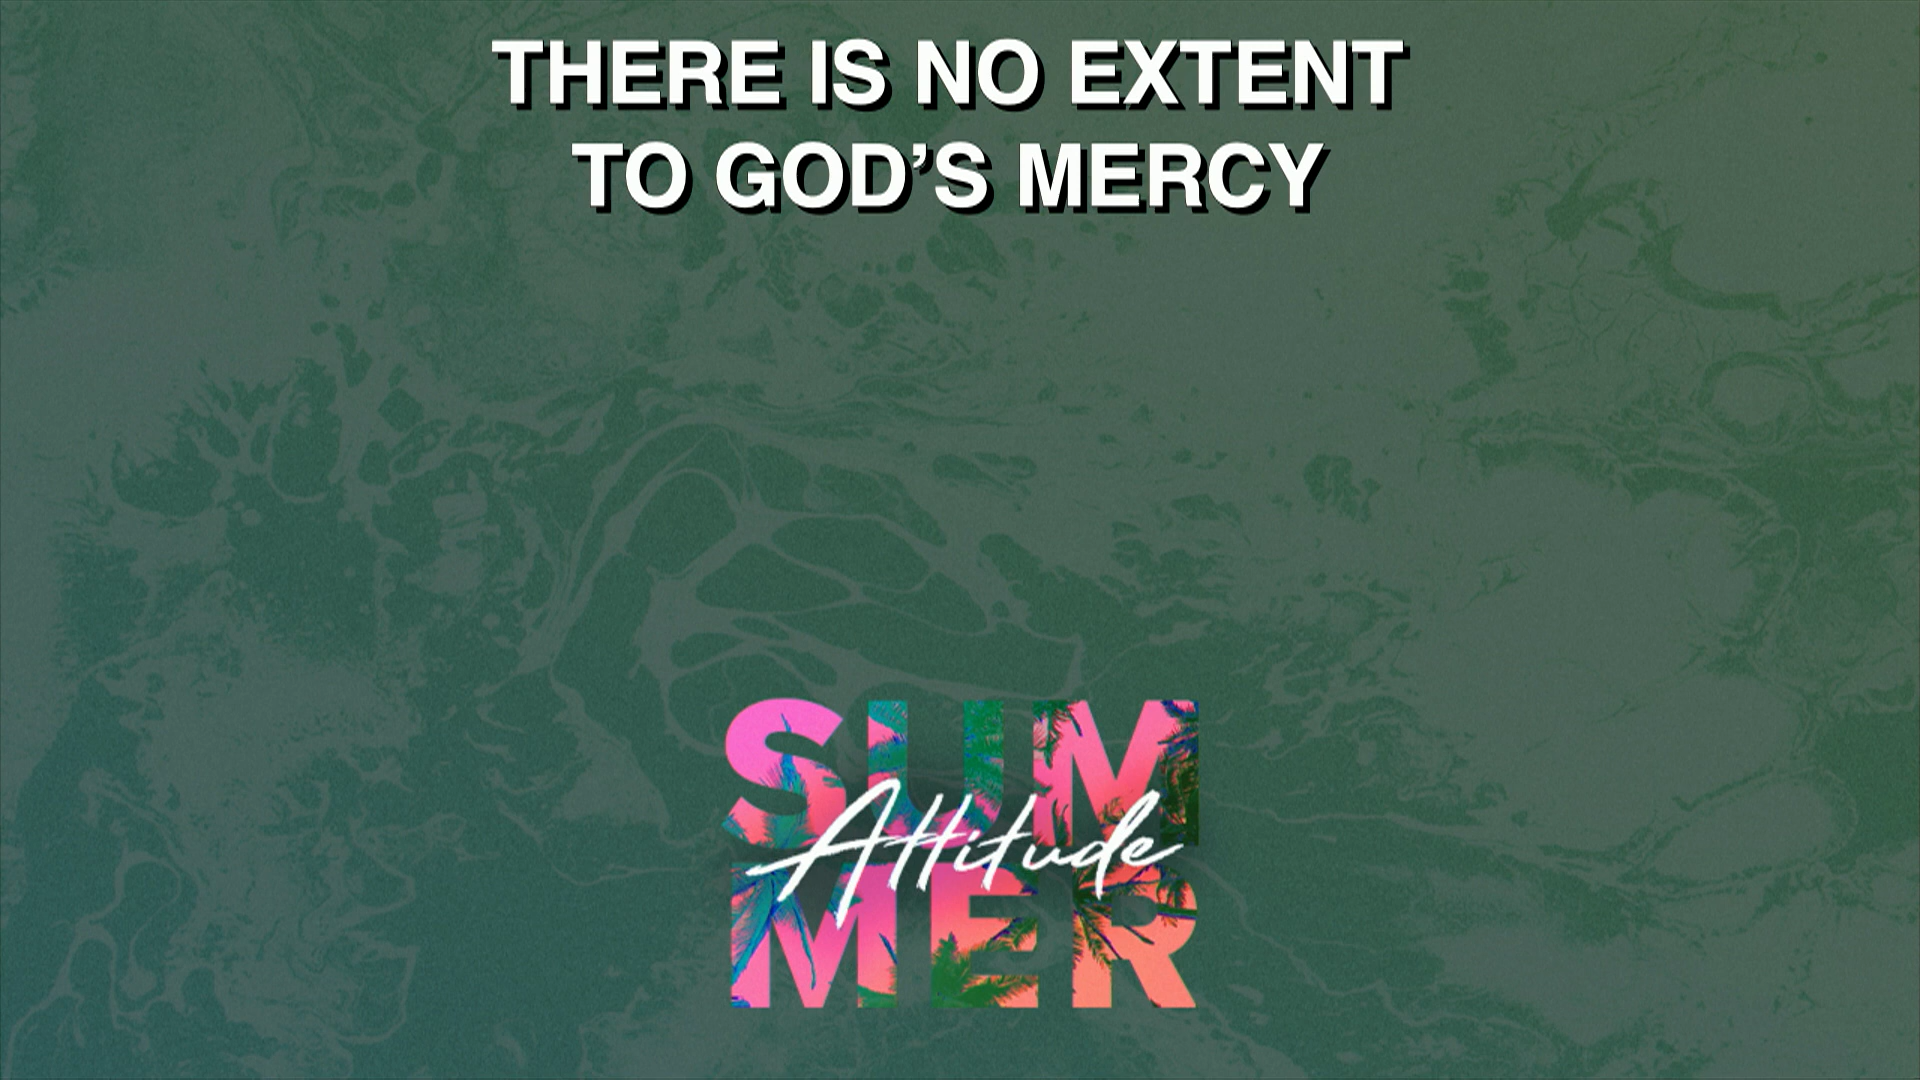 THERE IS NO EXTENT
TO GOD’S MERCY
SUM
Attitude
MER